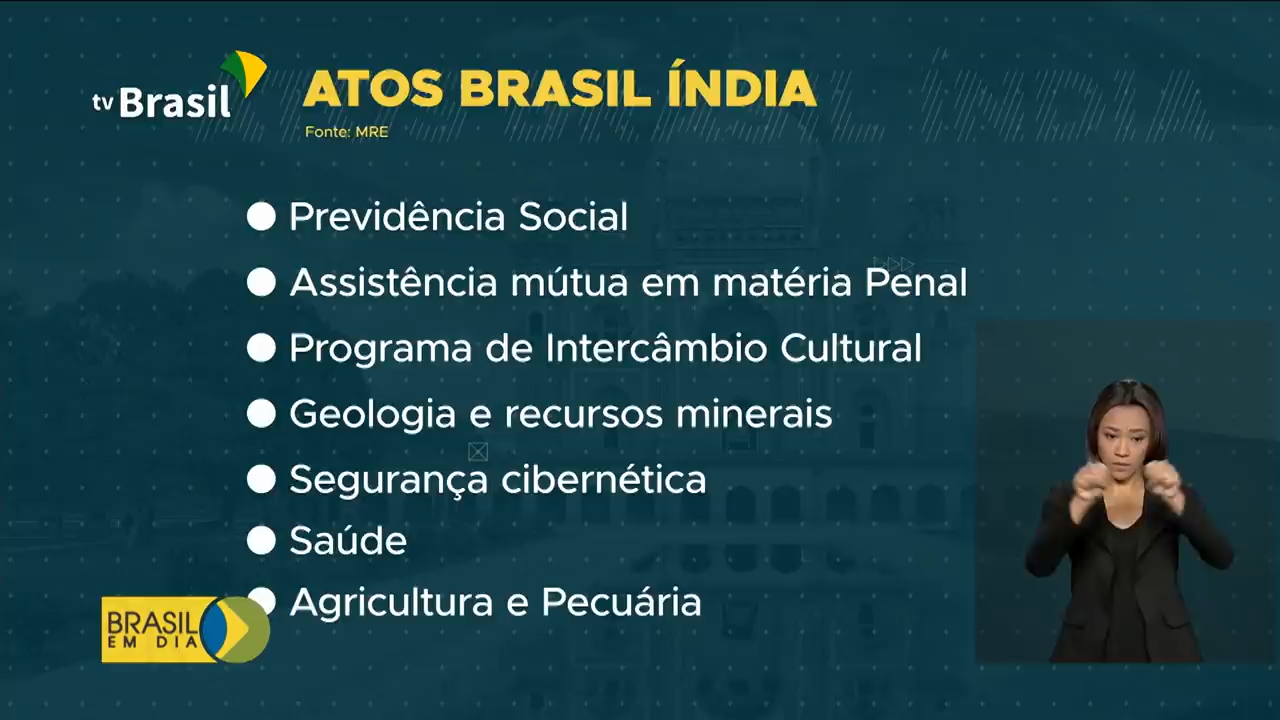 tv Brasil
ATOS BRASIL ÍNDIA
Fonte: MRE
Previdência Social
Assistência mútua em matéria Penal
Programa de Intercâmbio Cultural
Geologia e recursos minerais
Segurança cibernética
Saúde
Agricultura e Pecuária
BRASIL
EM DIA